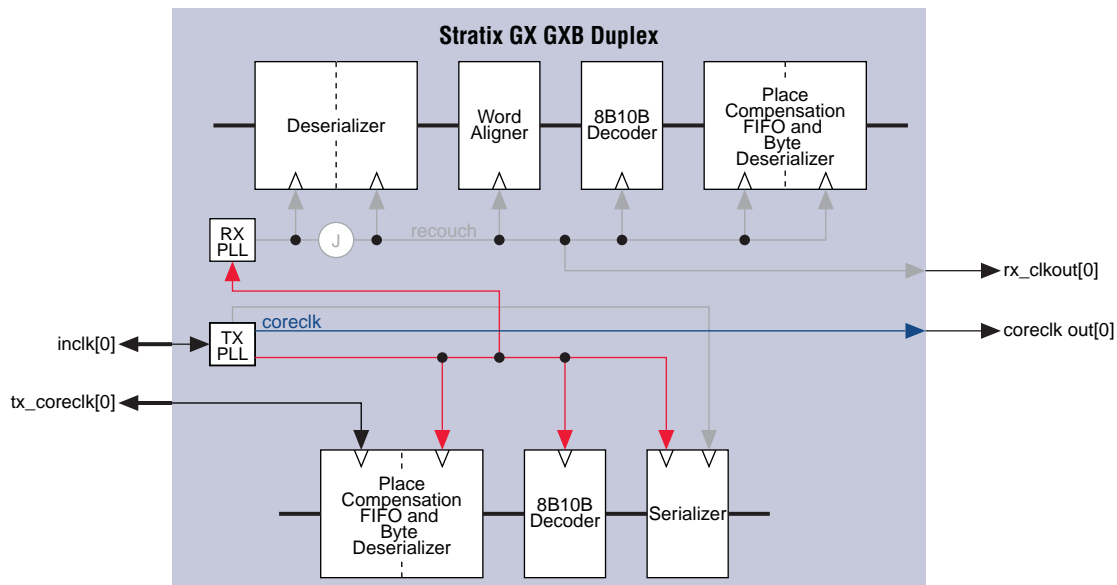 Stratix GX GXB Duplex
Deserializer
Word
Aligner
8B10B
Decoder
Place
Compensation
FIFO and
Byte
Deserializer
RX
PLL
J
recouch
rx_clkout[0]
inclk[0]
TX
PLL
coreclk
coreclk out[0]
tx_coreclk[0]
Place
Compensation
FIFO and
Byte
Deserializer
8B10B
Decoder
Serializer